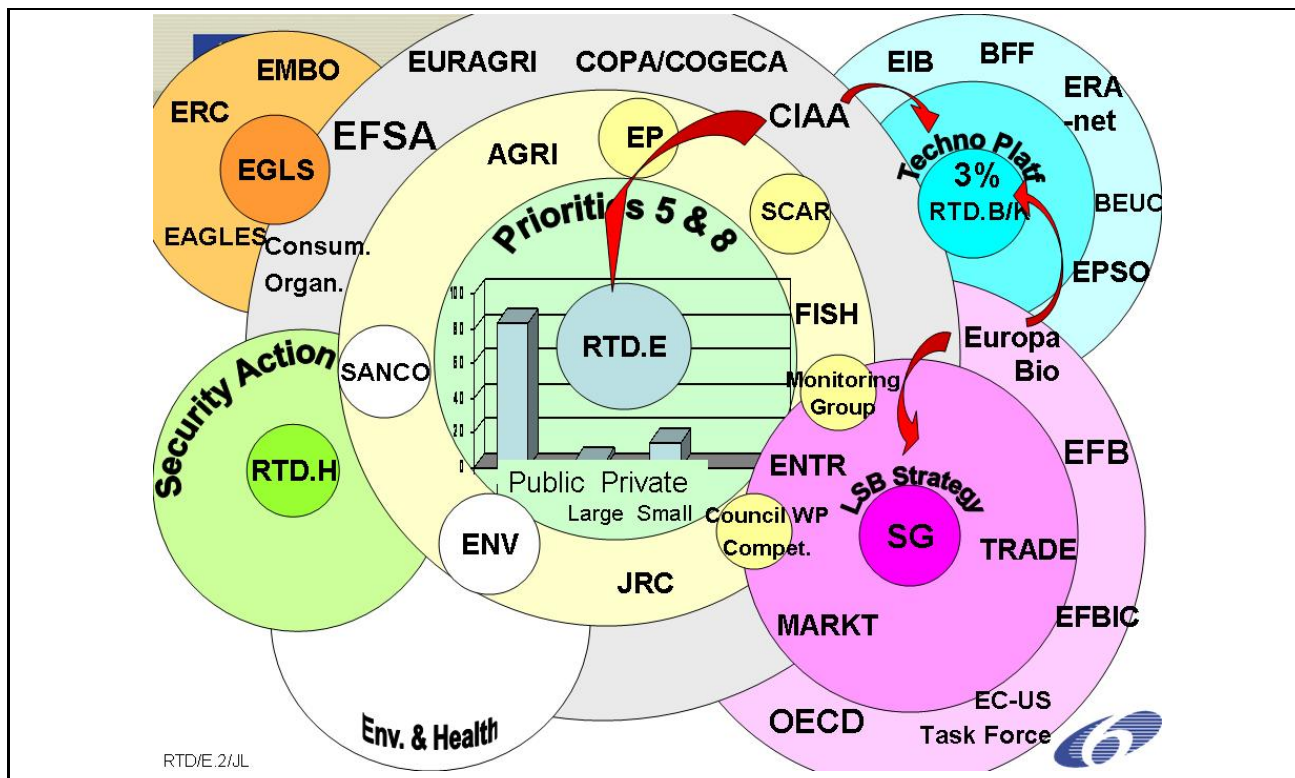 EMBO
ERC
EGLS
EAGLES
EURAGRI
COPA/COGECA
CIAA
EFSA
Consum.
Organ.
AGRI
EP
SCAR
FISH
Priorities 5 & 8
RTD.E
100
80
60
40
20
0
Public Private
Large Small
SANCO
ENV
JRC
Monitoring
Group
Council WP
Compet.
EIB
BFF
ERA
-net
BEUC
EPSO
Techno Platf
3%
RTD.B/K
Europa
Bio
EFB
EFBIC
EC-US
Task Force
OECD
ENTR
LSB Strategy
SG
TRADE
MARKT
Security Action
RTD.H
Env. & Health
RTD/E.2/JL
6